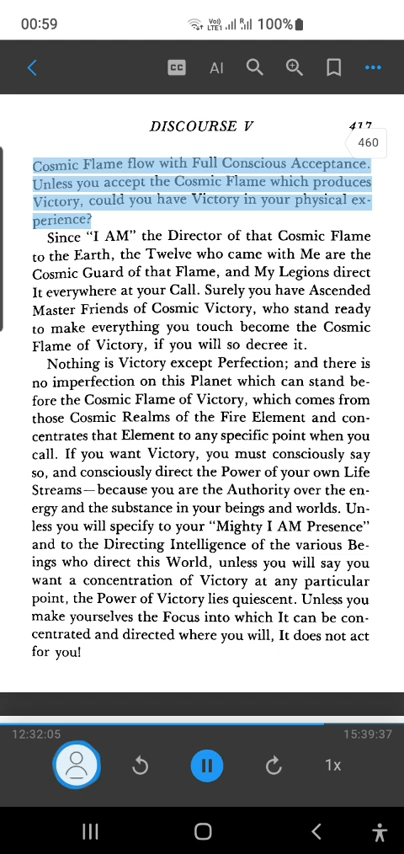 00:59
Vo)) LTE1 R 100%
CC AI
DISCOURSE V 417
460
Cosmic Flame flow with Full Conscious Acceptance.
Unless you accept the Cosmic Flame which produces
Victory, could you have Victory in your physical ex-
perience?
Since “I AM” the Director of that Cosmic Flame
to the Earth, the Twelve who came with Me are the
Cosmic Guard of that Flame, and My Legions direct
It everywhere at your Call. Surely you have Ascended
Master Friends of Cosmic Victory, who stand ready
to make everything you touch become the Cosmic
Flame of Victory, if you will so decree it.
Nothing is Victory except Perfection; and there is
no imperfection on this Planet which can stand be-
fore the Cosmic Flame of Victory, which comes from
those Cosmic Realms of the Fire Element and con-
centrates that Element to any specific point when you
call. If you want Victory, you must consciously say
so, and consciously direct the Power of your own Life
Streams—because you are the Authority over the en-
ergy and the substance in your beings and worlds. Un-
less you will specify to your “Mighty I AM Presence”
and to the Directing Intelligence of the various Be-
ings who direct this World, unless you will say you
want a concentration of Victory at any particular
point, the Power of Victory lies quiescent. Unless you
make yourselves the Focus into which It can be con-
centrated and directed where you will, It does not act
for you!
12:32:05 15:39:37
1x